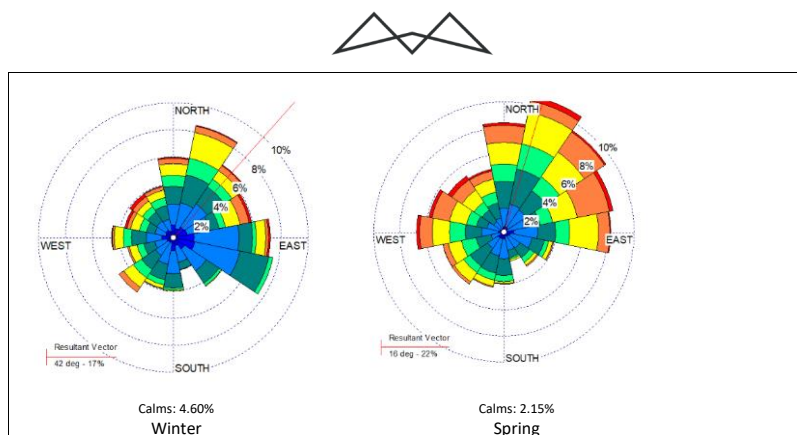 NORTH
10%
8%
6%
4%
2%
WEST
EAST
SOUTH
Resultant Vector
42 deg - 17%
Calms: 4.60%
Winter
NORTH
10%
8%
6%
4%
2%
WEST
EAST
SOUTH
Resultant Vector
16 deg - 22%
Calms: 2.15%
Spring